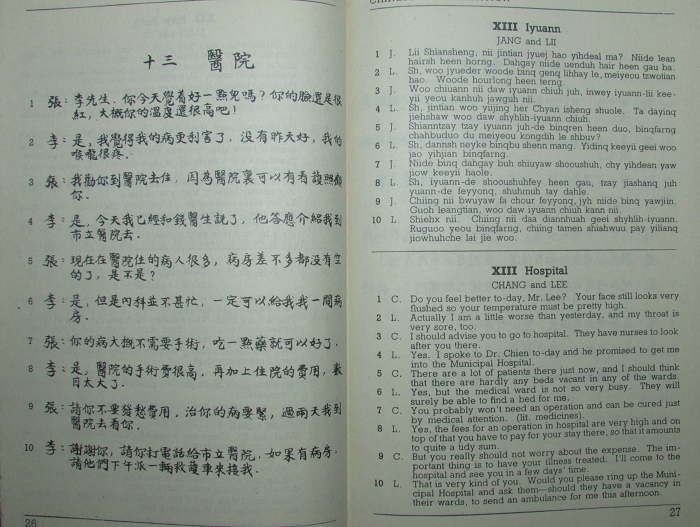 十三 醫院
1 張：李先生，你今天覺着好一點兒嗎？你的臉還是很
紅，大概你的溫度還很高吧！
2 李：是，我覺得我的病更利害了，没有昨天好，我的
喉嚨很疼．
3 張：我勸你到醫院去住，因為醫院裏可以有看護照顧
你．
4 李：是，今天我已經和錢醫生説了，他答應介紹我到
市立醫院去．
5 張：現在在醫院住的病人很多，病房差不多都没有空
的了，是不是？
6 李：是，但是内科並不甚忙，一定可以給我找一間病
房．
7 張：你的病大概不需要手術，吃一點藥就可以好了．
8 李：是，醫院的手術費很高，再加上住院的費用，數
目太大了．
9 張：請你不要發愁費用，治你的病要緊，過兩天我到
醫院去看你．
10 李：謝謝你，請你打電話給市立醫院，如果有病房，
請他們下午派一輛救護車來接我．
26
XIII Iyuann
JANG and LII
1 J. Lii Shiansheng, nii jintian jyuej hao yihdeal ma? Niide lean
hairsh heen horng. Dahgay niide uenduh hair heen gau ba.
2 L. Sh, woo jyueder woode binq geng lihhay le, meiyeou tzwotian
hao. Woode hourlong heen terng.
3 J. Woo chiuann nii daw iyuann chiuh juh, inwey iyuann-lii kee-
yii yeou kannhuh jawguh nii.
4 L. Sh, jintian woo yiijing her Chyan isheng shuole. Ta dayinq
jiehshaw woo daw shyhlih-iyuann chiuh.
5 J. Shianntzay tzay iyuann juh-de binqren heen duo, binqfarng
chahbuduo du meiyeou kongdih le shbuv?
6 L. Sh, dannsh neyke binqbu shenn mang. Yidinq keeyii geei woo
jao yihjian binqfarng.
7 J. Niide binq dahgay buh shiuyaw shooushuh, chy yihdean yaw
jiow keeyii haole.
8 L. Sh, iyuann-de shooushuhfey heen gau, tzay jiashanq juh
yuann-de feyyonq, shuhmuh tay dahle.
9 J. Chiing nii bwuyaw fa chour feyyonq, jyh niide binq yawjiin.
Guoh leangtian, woo daw iyuann chiuh kann nii.
10 L. Shiehx nii. Chiing nii daa diannhuah geei shyhlih-iyuann.
Ruguoo yeou binqfarng, chiing tamen shiahwuu pay yilianq
jiowhuhche lai jie woo.
XIII Hospital
CHANG and LEE
1 C. Do you feel better to-day, Mr. Lee? Your face still looks very
flushed so your temperature must be pretty high.
2 L. Actually I am a little worse than yesterday, and my throat is
very sore, too.
3 C. I should advise you to go to hospital. They have nurses to look
after you there.
4 L. Yes, I spoke to Dr. Chien to-day and he promised to get me
into the Municipal Hospital.
5 C. There are a lot of patients there just now, and I should think
that there are hardly any beds vacant in any of the wards.
6 L. Yes, but the medical ward is not so very busy. They will
surely be able to find a bed for me.
7 C. You probably won't need an operation and can be cured just
by medical attention. (lit. medicines).
8 L. Yes, the fees for an operation in hospital are very high and on
top of that you have to pay for your stay there, so that it amounts
to quite a tidy sum.
9 C. But you really should not worry about the expense. The im-
portant thing is to have your illness treated. I'll come to the
hospital and see you in a few days' time.
10 L. That is very kind of you. Would you please ring up the Muni-
cipal Hospital and ask them—should they have a vacancy in
their wards, to send an ambulance for me this afternoon.
27